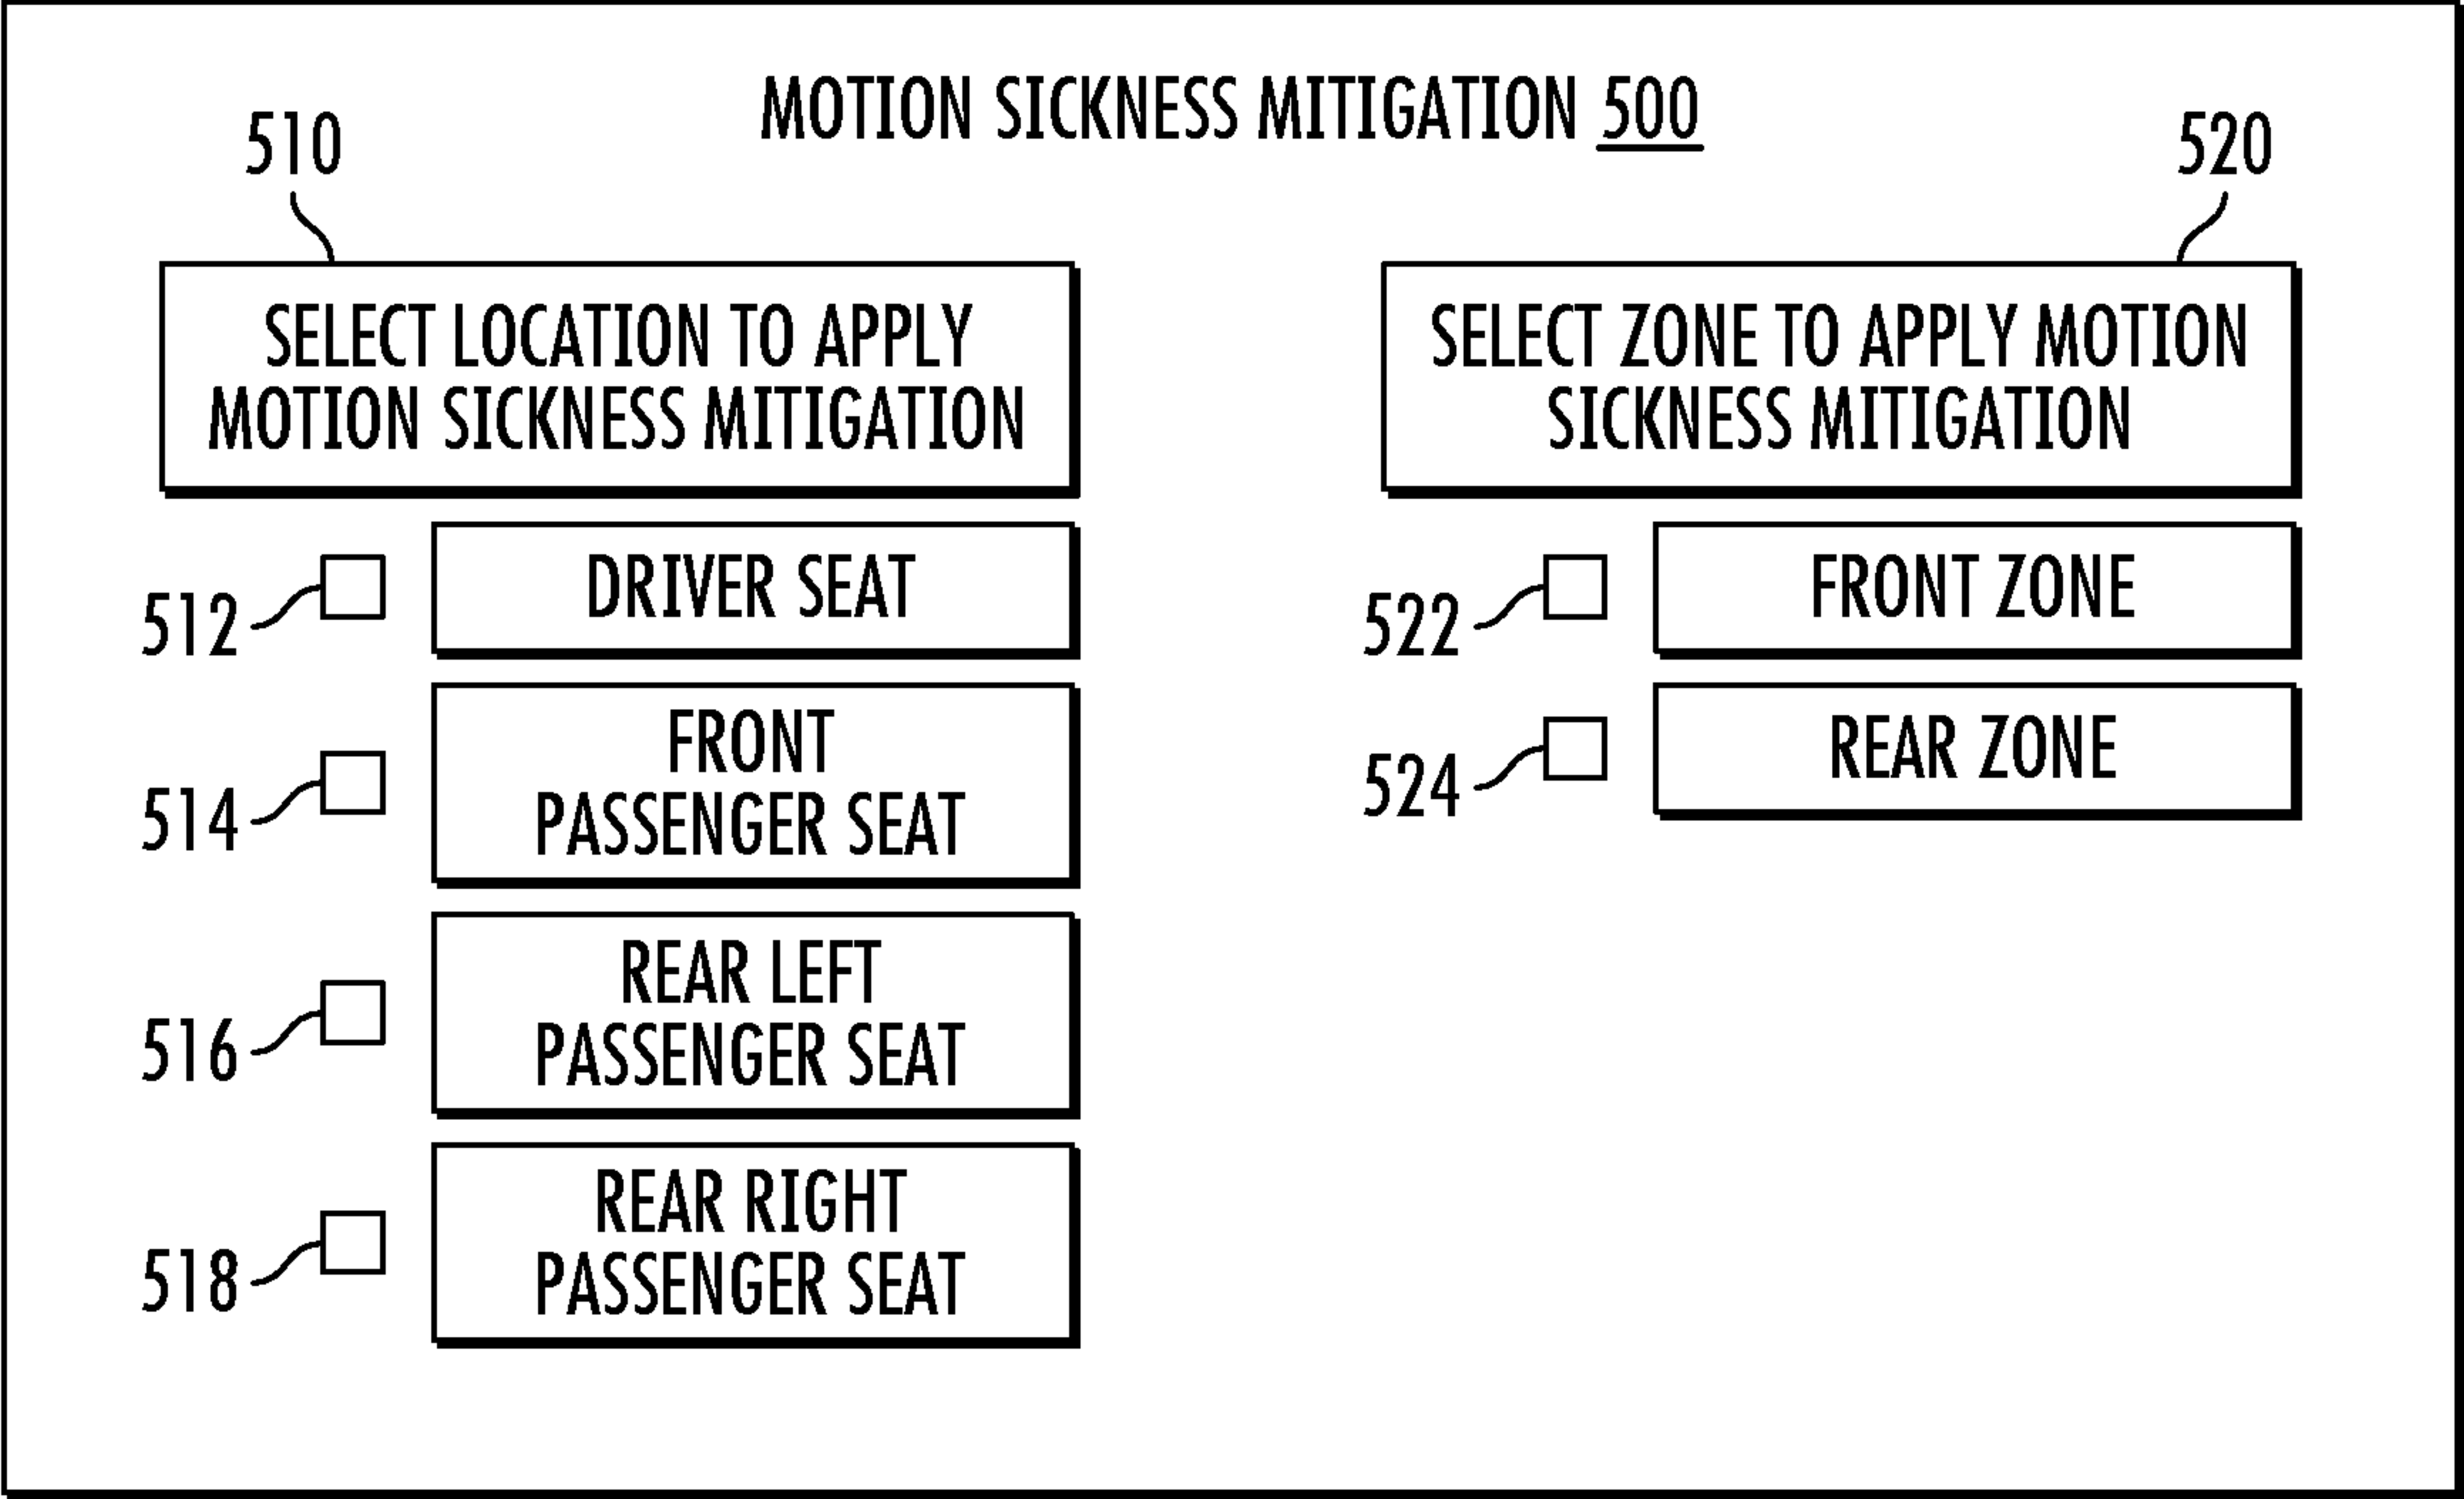 MOTION SICKNESS MITIGATION 500
510
SELECT LOCATION TO APPLY
MOTION SICKNESS MITIGATION
512
DRIVER SEAT
514
FRONT
PASSENGER SEAT
516
REAR LEFT
PASSENGER SEAT
518
REAR RIGHT
PASSENGER SEAT
520
SELECT ZONE TO APPLY MOTION
SICKNESS MITIGATION
522
FRONT ZONE
524
REAR ZONE